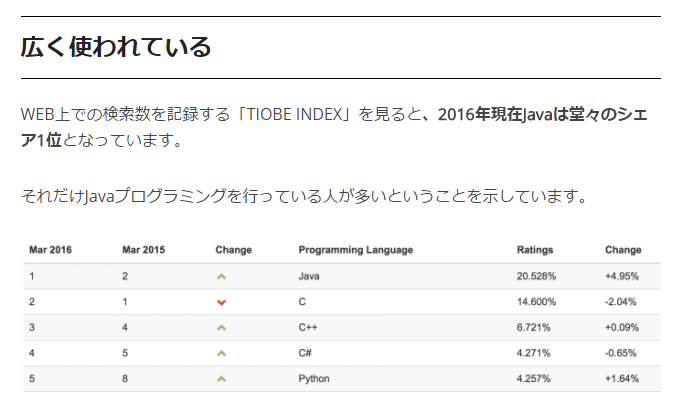 広く使われている
WEB上での検索数を記録する「TIOBE INDEX」を見ると、2016年現在Javaは堂々のシェ
ア1位となっています。
それだけJavaプログラミングを行っている人が多いということを示しています。
Mar 2016 Mar 2015 Change Programming Language Ratings Change
1 2 Java 20.528% +4.95%
2 1 C 14.600% -2.04%
3 4 C++ 6.721% +0.09%
4 5 C# 4.271% -0.65%
5 8 Python 4.257% +1.64%